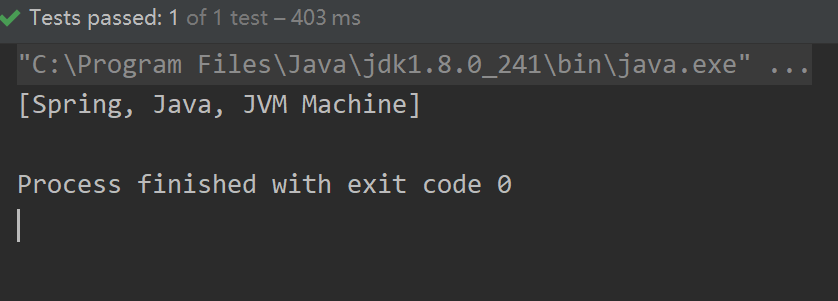 Tests passed: 1 of 1 test – 403 ms
"C:\Program Files\Java\jdk1.8.0_241\bin\java.exe" ...
[Spring, Java, JVM Machine]
Process finished with exit code 0